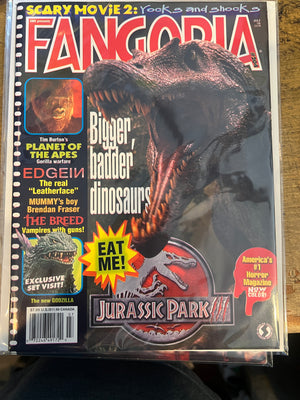 SCARY MOVIE 2: Yooks and shocks
FANGORIA
Tim Burton's
PLANET OF
THE APES
Gorilla warfare
EDGEIN
The real
"Leatherface"
MUMMY's boy
Brendan Fraser
THE BREED
Vampires with guns!
Bigger,
badder
dinosaurs
EXCLUSIVE
SET VISIT!
The new GODZILLA
EAT
ME!
America's
#1
Horror
Magazine
NOW
COLOR!
JURASSIC PARK III